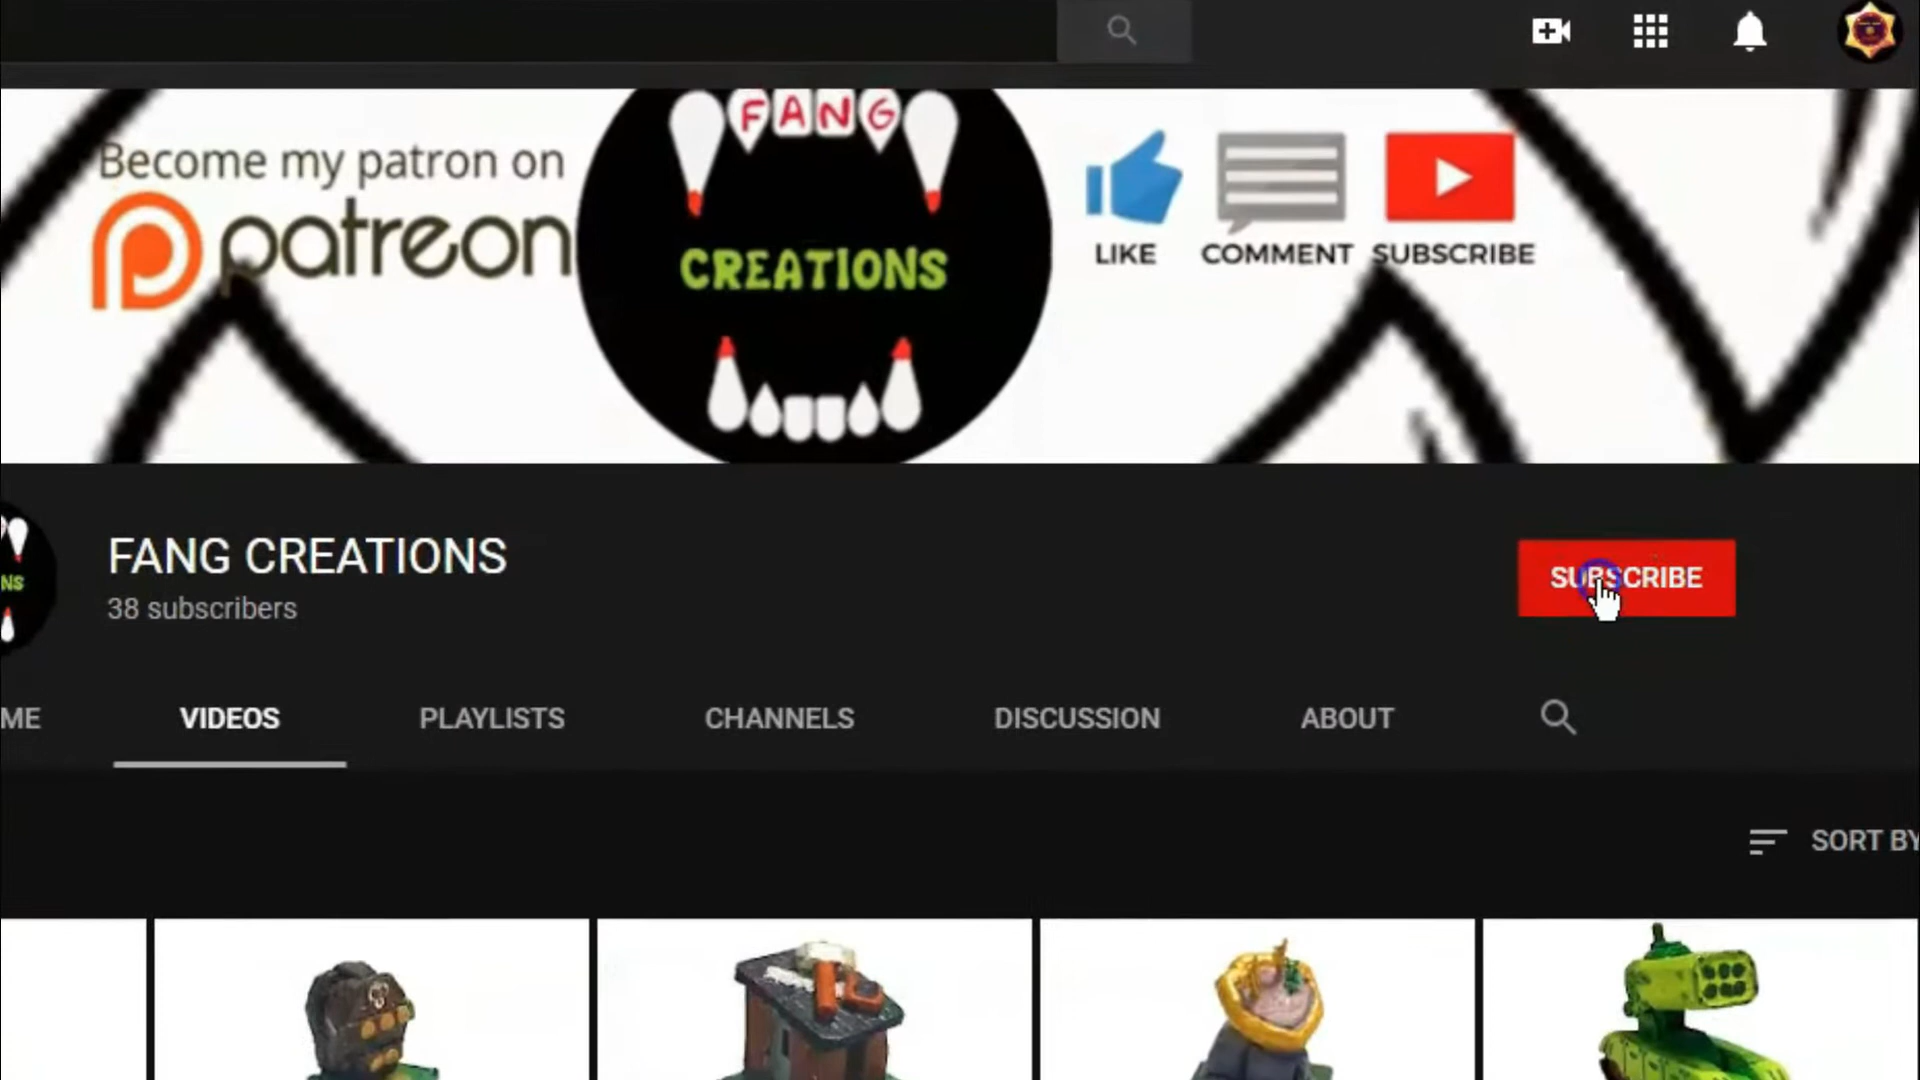 Become my patron on
patreon
FANG
CREATIONS
LIKE
COMMENT
SUBSCRIBE
NS
FANG CREATIONS
38 subscribers
SUBSCRIBE
ME
VIDEOS
PLAYLISTS
CHANNELS
DISCUSSION
ABOUT
SORT BY